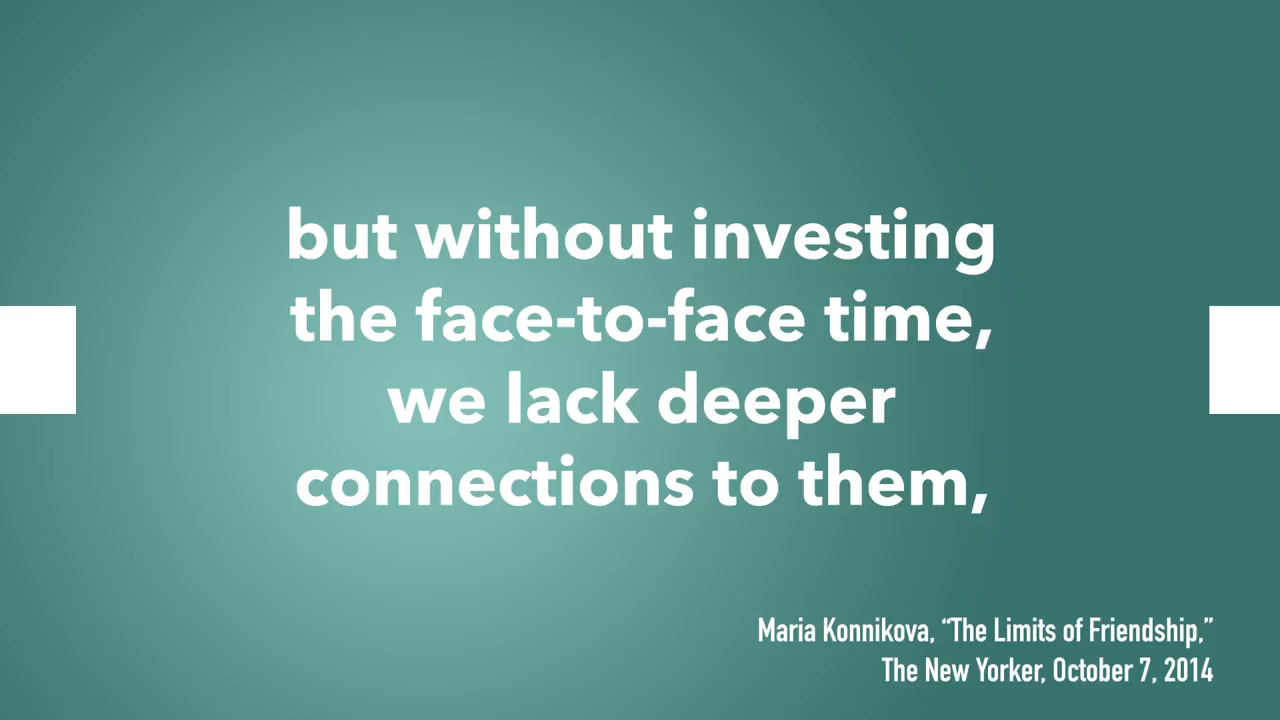 but without investing
the face-to-face time,
we lack deeper
connections to them,
Maria Konnikova, “The Limits of Friendship,”
The New Yorker, October 7, 2014